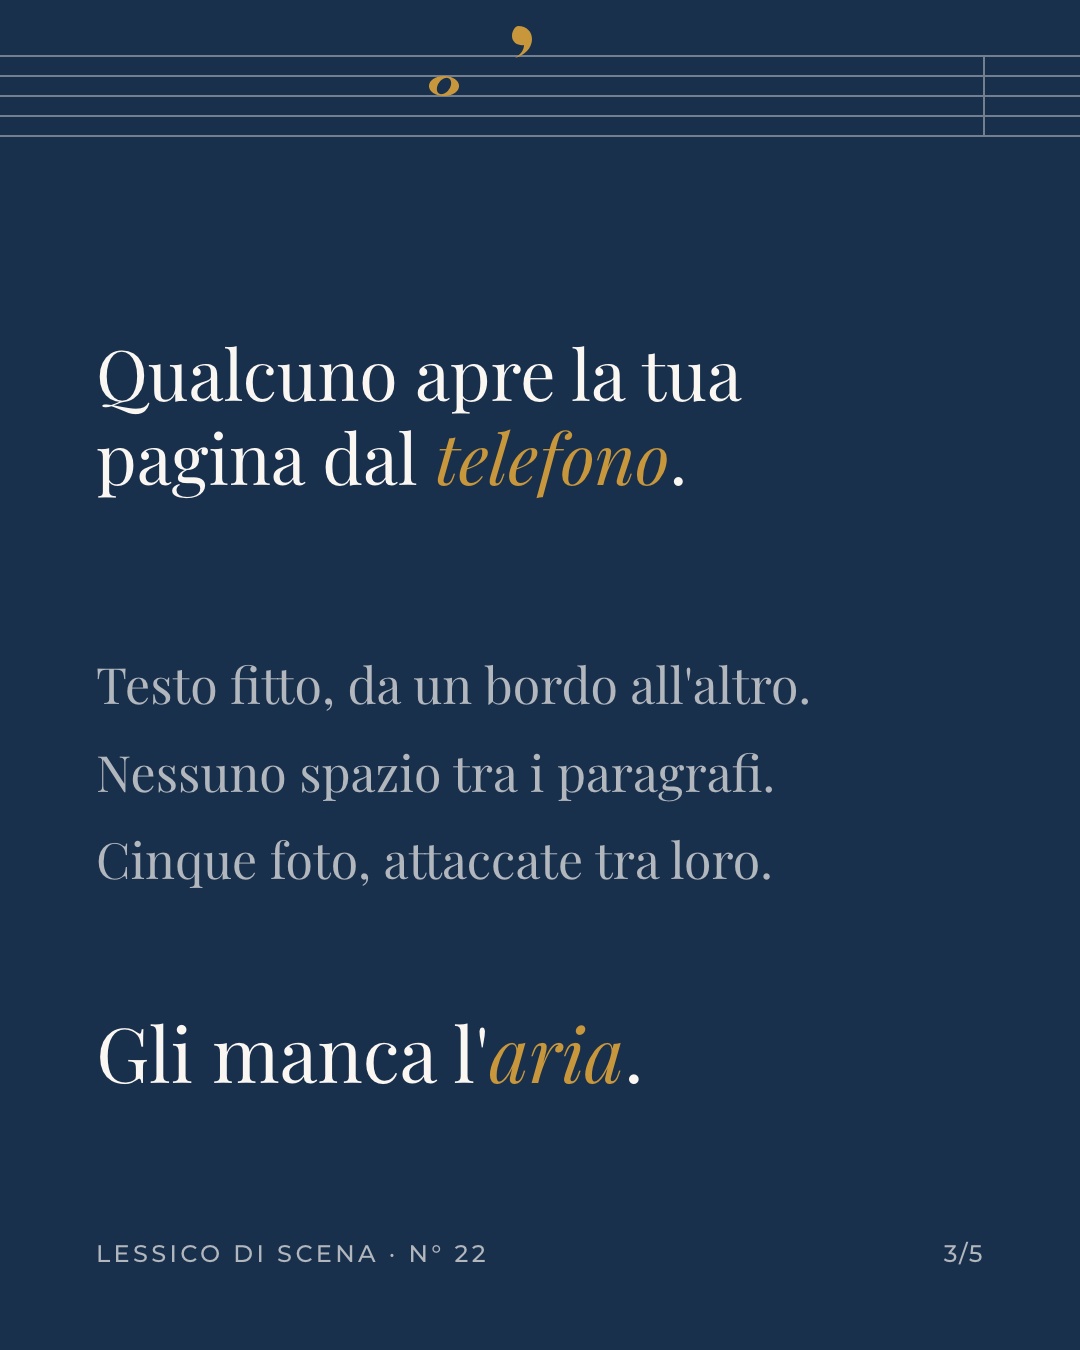 Qualcuno apre la tua
pagina dal telefono.
Testo fitto, da un bordo all'altro.
Nessuno spazio tra i paragrafi.
Cinque foto, attaccate tra loro.
Gli manca l'aria.
LESSICO DI SCENA · N° 22
3/5